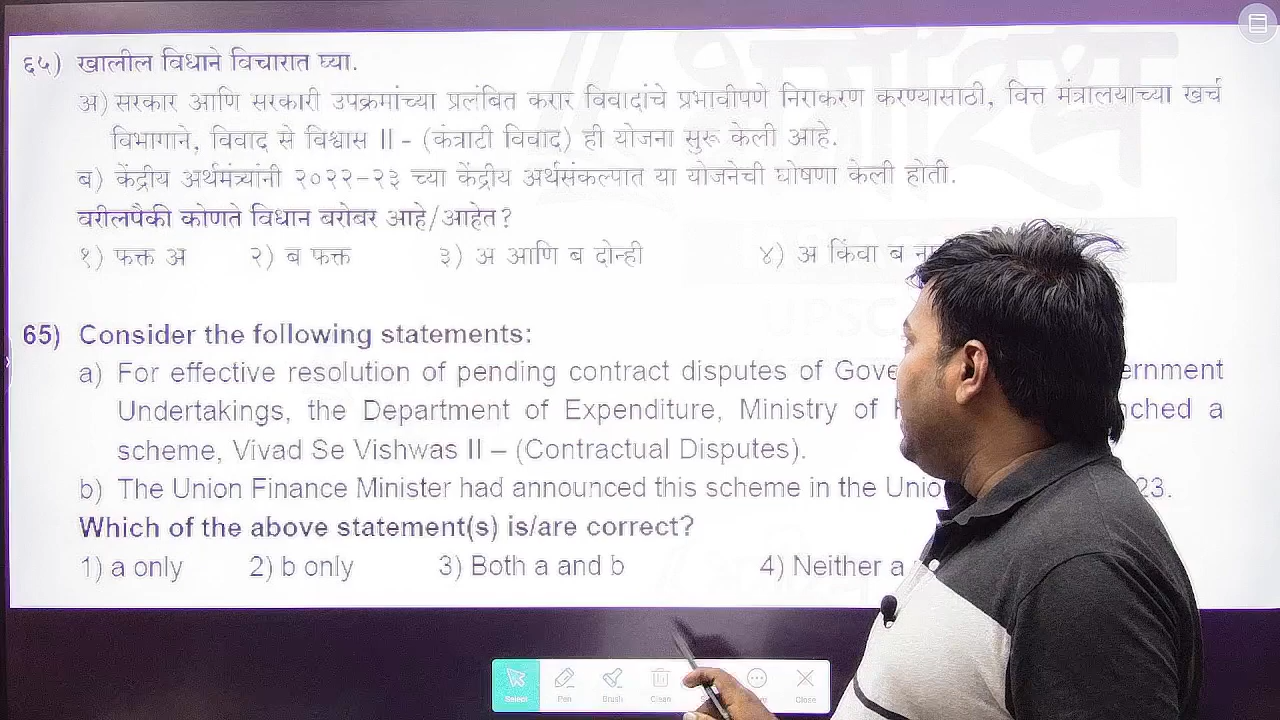 ६५) खालील विधाने विचारात घ्या.
अ) सरकार आणि सरकारी उपक्रमांच्या प्रलंबित करार विवादांचे प्रभावीपणे निराकरण करण्यासाठी, वित्त मंत्रालयाच्या खर्च
विभागाने, विवाद से विश्वास II - (कंत्राटी विवाद) ही योजना सुरू केली आहे.
ब) केंद्रीय अर्थमंत्र्यांनी २०२२-२३ च्या केंद्रीय अर्थसंकल्पात या योजनेची घोषणा केली होती.
वरीलपैकी कोणते विधान बरोबर आहे/आहेत?
१) फक्त अ २) ब फक्त ३) अ आणि ब दोन्ही ४) अ किंवा ब
65) Consider the following statements:
a) For effective resolution of pending contract disputes of Gove ernment
Undertakings, the Department of Expenditure, Ministry of nched a
scheme, Vivad Se Vishwas II – (Contractual Disputes).
b) The Union Finance Minister had announced this scheme in the Unio 23.
Which of the above statement(s) is/are correct?
1) a only 2) b only 3) Both a and b 4) Neither a
Select Pen Brush Clean Close